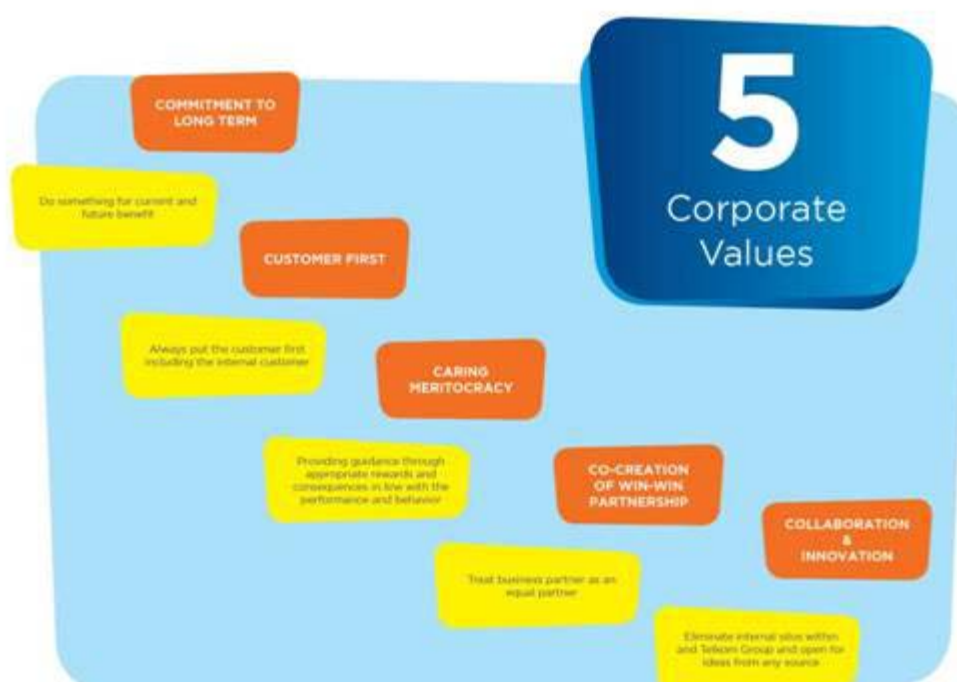 5
Corporate
Values
COMMITMENT TO
LONG TERM
Do something for current and
future benefit
CUSTOMER FIRST
Always put the customer first
including the internal customer
CARING
MERITOCRACY
Providing guidance through
appropriate rewards and
consequences in line with the
performance and behavior
CO-CREATION
OF WIN-WIN
PARTNERSHIP
Treat business partner as an
equal partner
COLLABORATION
&
INNOVATION
Eliminate internal silos within
and Telkom Group and open for
ideas from any source